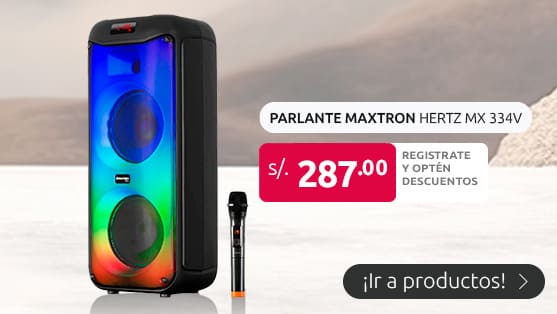 PARLANTE MAXTRON HERTZ MX 334V
s/. 287.00
REGISTRATE
Y OPTÉN
DESCUENTOS
¡Ir a productos!